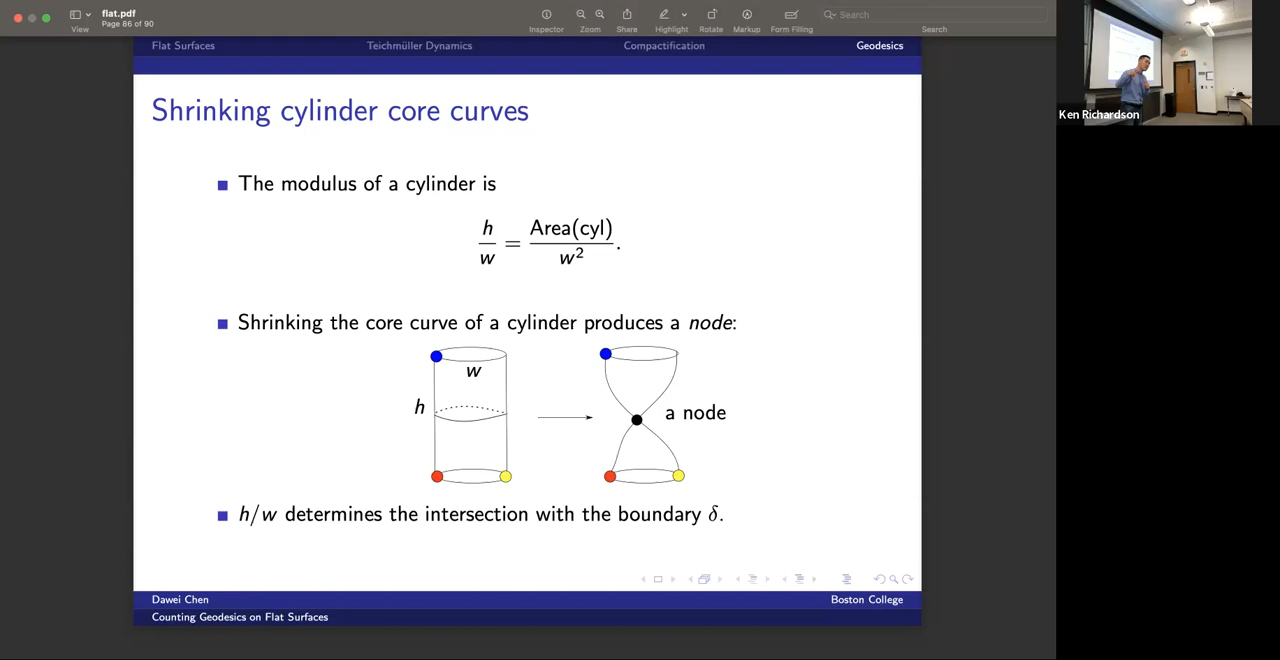 flat.pdf
Page 86 of 90
View
Inspector
Zoom
Share
Highlight
Rotate
Markup
Form Filling
Search
Search
Ken Richardson
Flat Surfaces
Teichmüller Dynamics
Compactification
Geodesics
Shrinking cylinder core curves
The modulus of a cylinder is
h/w = Area(cyl)/w².
Shrinking the core curve of a cylinder produces a node:
w
h
a node
h/w determines the intersection with the boundary δ.
Dawei Chen
Boston College
Counting Geodesics on Flat Surfaces